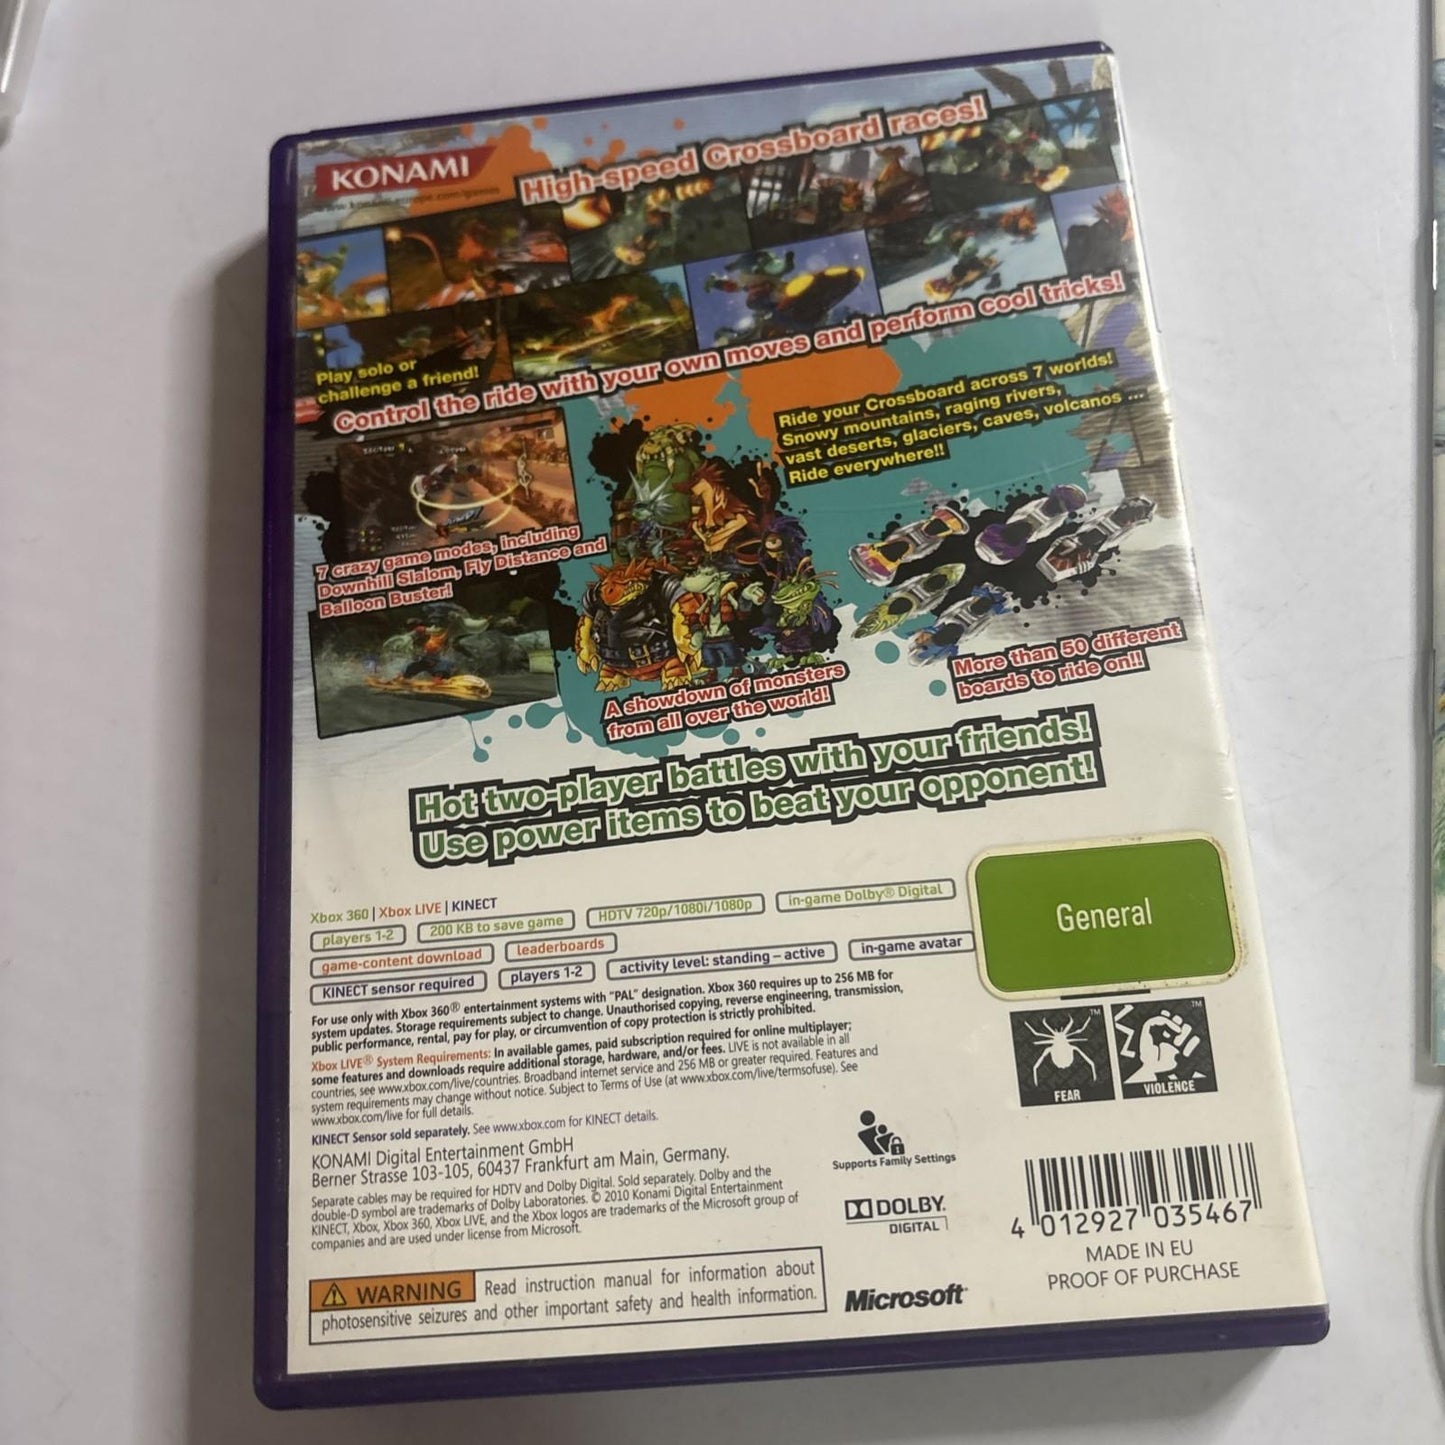 KONAMI
www.konami-europe.com/games
High-speed Crossboard races!
Play solo or
challenge a friend!
Control the ride with your own moves and perform cool tricks!
Ride your Crossboard across 7 worlds!
Snowy mountains, raging rivers,
vast deserts, glaciers, caves, volcanos ...
Ride everywhere!!
7 crazy game modes, including
Downhill Slalom, Fly Distance and
Balloon Buster!
A showdown of monsters
from all over the world!
More than 50 different
boards to ride on!!
Hot two-player battles with your friends!
Use power items to beat your opponent!
Xbox 360 | Xbox LIVE | KINECT
players 1-2 200 KB to save game HDTV 720p/1080i/1080p in-game Dolby® Digital
game-content download leaderboards
KINECT sensor required players 1-2 activity level: standing – active in-game avatar
General
For use only with Xbox 360® entertainment systems with "PAL" designation. Xbox 360 requires up to 256 MB for
system updates. Storage requirements subject to change. Unauthorised copying, reverse engineering, transmission,
public performance, rental, pay for play, or circumvention of copy protection is strictly prohibited.
Xbox LIVE® System Requirements: In available games, paid subscription required for online multiplayer;
some features and downloads require additional storage, hardware, and/or fees. LIVE is not available in all
countries, see www.xbox.com/live/countries. Broadband internet service and 256 MB or greater required. Features and
system requirements may change without notice. Subject to Terms of Use (at www.xbox.com/live/termsofuse). See
www.xbox.com/live for full details.
KINECT Sensor sold separately. See www.xbox.com for KINECT details.
KONAMI Digital Entertainment GmbH
Berner Strasse 103-105, 60437 Frankfurt am Main, Germany.
Separate cables may be required for HDTV and Dolby Digital. Sold separately. Dolby and the
double-D symbol are trademarks of Dolby Laboratories. © 2010 Konami Digital Entertainment
KINECT, Xbox, Xbox 360, Xbox LIVE, and the Xbox logos are trademarks of the Microsoft group of
companies and are used under license from Microsoft.
WARNING Read instruction manual for information about
photosensitive seizures and other important safety and health information.
TM TM
FEAR VIOLENCE
Supports Family Settings
DOLBY.
DIGITAL
Microsoft®
4 012927 035467
MADE IN EU
PROOF OF PURCHASE